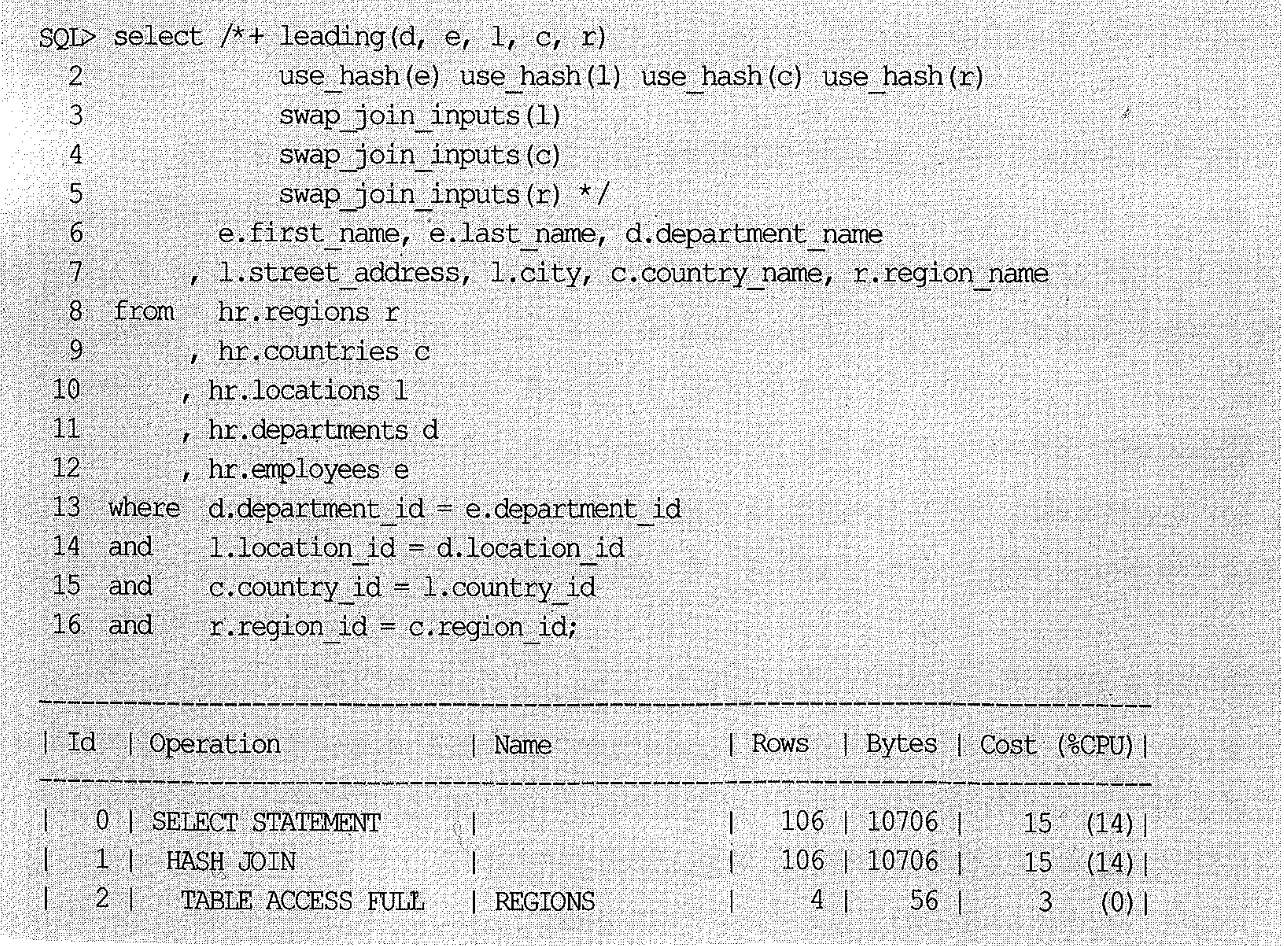 SQL> select /*+ leading(d, e, l, c, r)
  2             use_hash(e) use_hash(l) use_hash(c) use_hash(r)
  3             swap_join_inputs(l)
  4             swap_join_inputs(c)
  5             swap_join_inputs(r) */
  6        e.first_name, e.last_name, d.department_name
  7      , l.street_address, l.city, c.country_name, r.region_name
  8  from   hr.regions r
  9      , hr.countries c
 10      , hr.locations l
 11      , hr.departments d
 12      , hr.employees e
 13  where  d.department_id = e.department_id
 14  and    l.location_id = d.location_id
 15  and    c.country_id = l.country_id
 16  and    r.region_id = c.region_id;
--------------------------------------------------------------------------------
| Id  | Operation            | Name            | Rows  | Bytes | Cost (%CPU)|
--------------------------------------------------------------------------------
|   0 | SELECT STATEMENT     |                 |   106 | 10706 |    15  (14)|
|   1 |  HASH JOIN           |                 |   106 | 10706 |    15  (14)|
|   2 |   TABLE ACCESS FULL  | REGIONS         |     4 |    56 |     3   (0)|